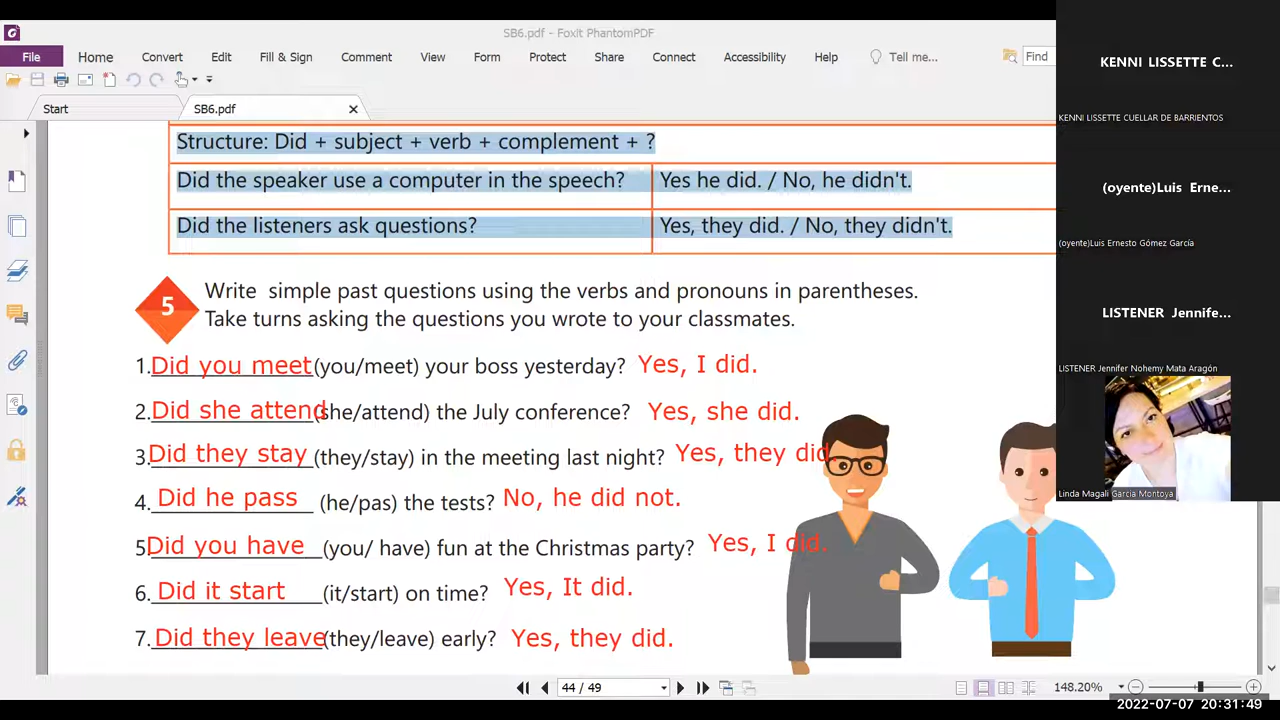 SB6.pdf - Foxit PhantomPDF
File Home Convert Edit Fill & Sign Comment View Form Protect Share Connect Accessibility Help Tell me... Find
Start SB6.pdf
Structure: Did + subject + verb + complement + ?
Did the speaker use a computer in the speech? Yes he did. / No, he didn't.
Did the listeners ask questions? Yes, they did. / No, they didn't.
5 Write simple past questions using the verbs and pronouns in parentheses.
Take turns asking the questions you wrote to your classmates.
1. Did you meet (you/meet) your boss yesterday? Yes, I did.
2. Did she attend (she/attend) the July conference? Yes, she did.
3. Did they stay (they/stay) in the meeting last night? Yes, they did.
4. Did he pass (he/pas) the tests? No, he did not.
5. Did you have (you/ have) fun at the Christmas party? Yes, I did.
6. Did it start (it/start) on time? Yes, It did.
7. Did they leave (they/leave) early? Yes, they did.
44 / 49 148.20%
KENNI LISSETTE C...
KENNI LISSETTE CUELLAR DE BARRIENTOS
(oyente)Luis Erne...
(oyente)Luis Ernesto Gómez García
LISTENER Jennife...
LISTENER Jennifer Nohemy Mata Aragón
Linda Magali Garcia Montoya
2022-07-07 20:31:49